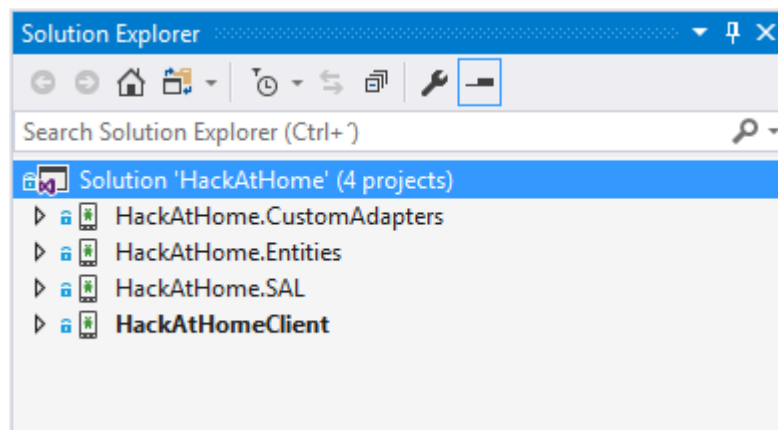 Solution Explorer
Search Solution Explorer (Ctrl+´)
Solution 'HackAtHome' (4 projects)
HackAtHome.CustomAdapters
HackAtHome.Entities
HackAtHome.SAL
HackAtHomeClient